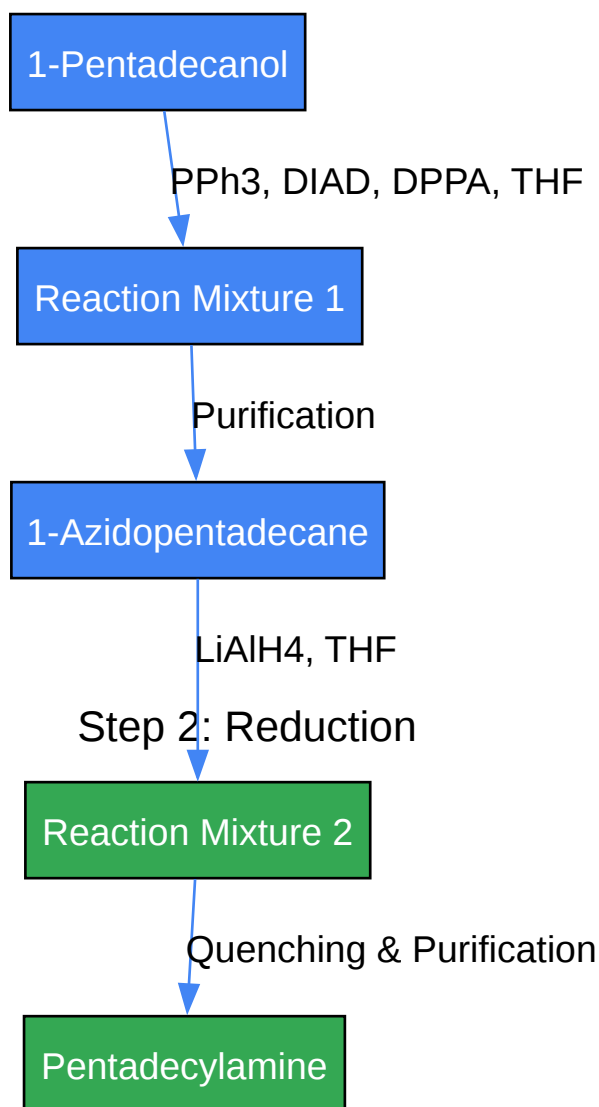 1-Pentadecanol
PPh3, DIAD, DPPA, THF
Reaction Mixture 1
Purification
1-Azidopentadecane
LiAlH4, THF
Step 2: Reduction
Reaction Mixture 2
Quenching & Purification
Pentadecylamine